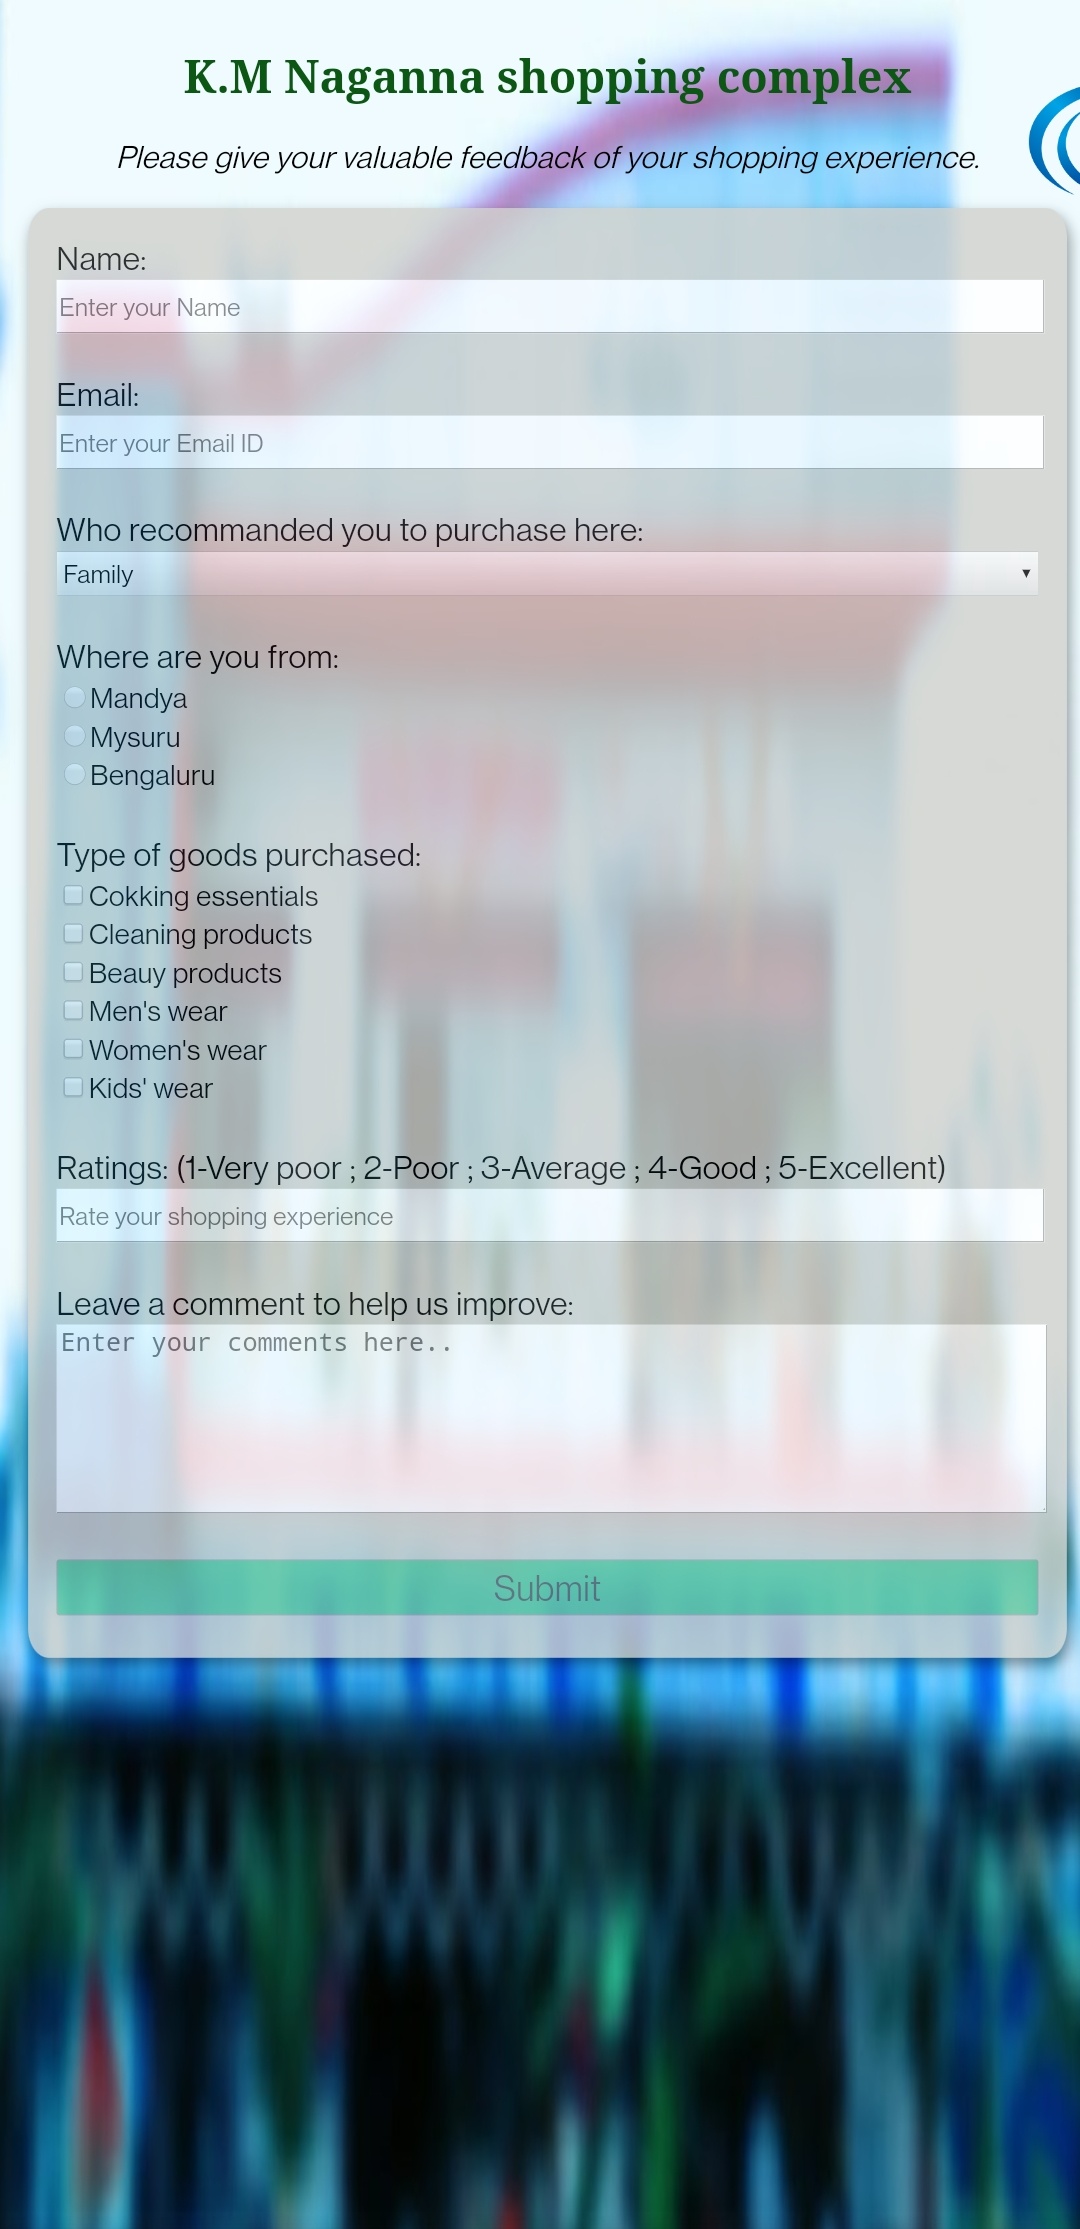 K.M Naganna shopping complex
Please give your valuable feedback of your shopping experience.
Name:
Enter your Name
Email:
Enter your Email ID
Who recommanded you to purchase here:
Family
Where are you from:
Mandya
Mysuru
Bengaluru
Type of goods purchased:
Cokking essentials
Cleaning products
Beauy products
Men's wear
Women's wear
Kids' wear
Ratings: (1-Very poor ; 2-Poor ; 3-Average ; 4-Good ; 5-Excellent)
Rate your shopping experience
Leave a comment to help us improve:
Enter your comments here..
Submit